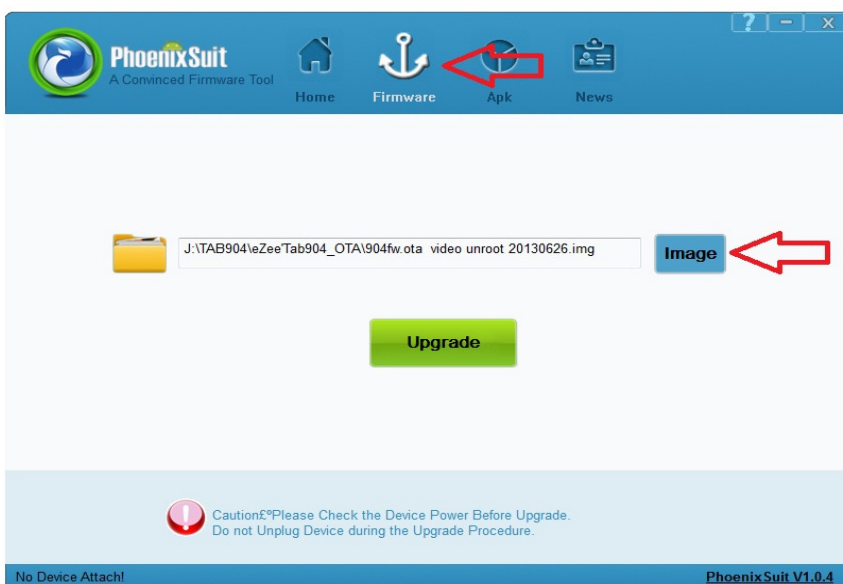 ? - x
PhoenixSuit
A Convinced Firmware Tool
Home Firmware Apk News
J:\TAB904\eZee'Tab904_OTA\904fw.ota  video unroot 20130626.img
Image
Upgrade
Caution£ºPlease Check the Device Power Before Upgrade.
Do not Unplug Device during the Upgrade Procedure.
No Device Attach!
PhoenixSuit V1.0.4